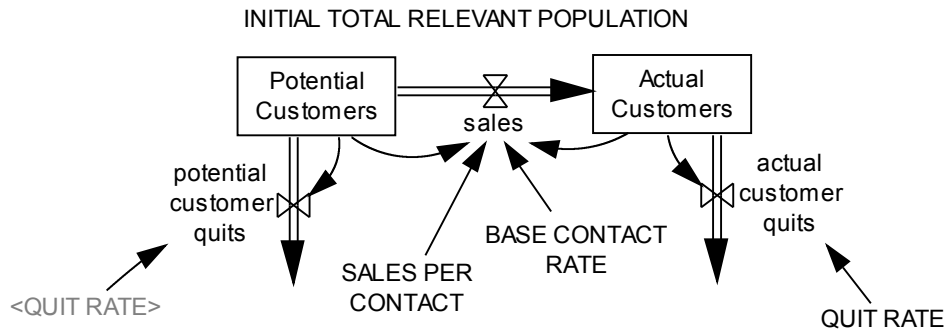 INITIAL TOTAL RELEVANT POPULATION
Potential
Customers
Actual
Customers
sales
potential
customer
quits
actual
customer
quits
BASE CONTACT
RATE
SALES PER
CONTACT
<QUIT RATE>
QUIT RATE